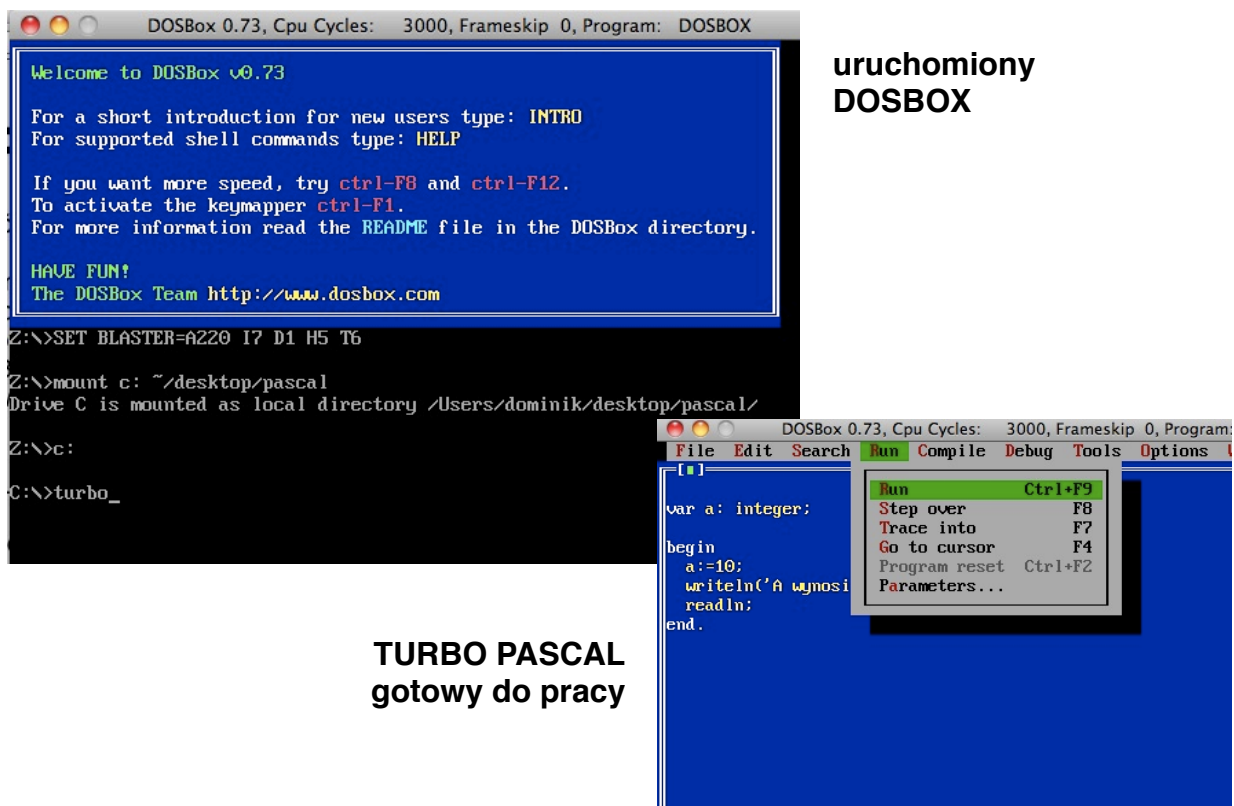 DOSBox 0.73, Cpu Cycles: 3000, Frameskip 0, Program: DOSBOX
Welcome to DOSBox v0.73
For a short introduction for new users type: INTRO
For supported shell commands type: HELP
If you want more speed, try ctrl-F8 and ctrl-F12.
To activate the keymapper ctrl-F1.
For more information read the README file in the DOSBox directory.
HAVE FUN!
The DOSBox Team http://www.dosbox.com
Z:\>SET BLASTER=A220 I7 D1 H5 T6
Z:\>mount c: ~/desktop/pascal
Drive C is mounted as local directory /Users/dominik/desktop/pascal/
Z:\>c:
C:\>turbo_
uruchomiony
DOSBOX
DOSBox 0.73, Cpu Cycles: 3000, Frameskip 0, Program:
File Edit Search Run Compile Debug Tools Options
Run Ctrl+F9
Step over F8
Trace into F7
Go to cursor F4
Program reset Ctrl+F2
Parameters...
var a: integer;
begin
a:=10;
writeln('A wynosi
readln;
end.
TURBO PASCAL
gotowy do pracy